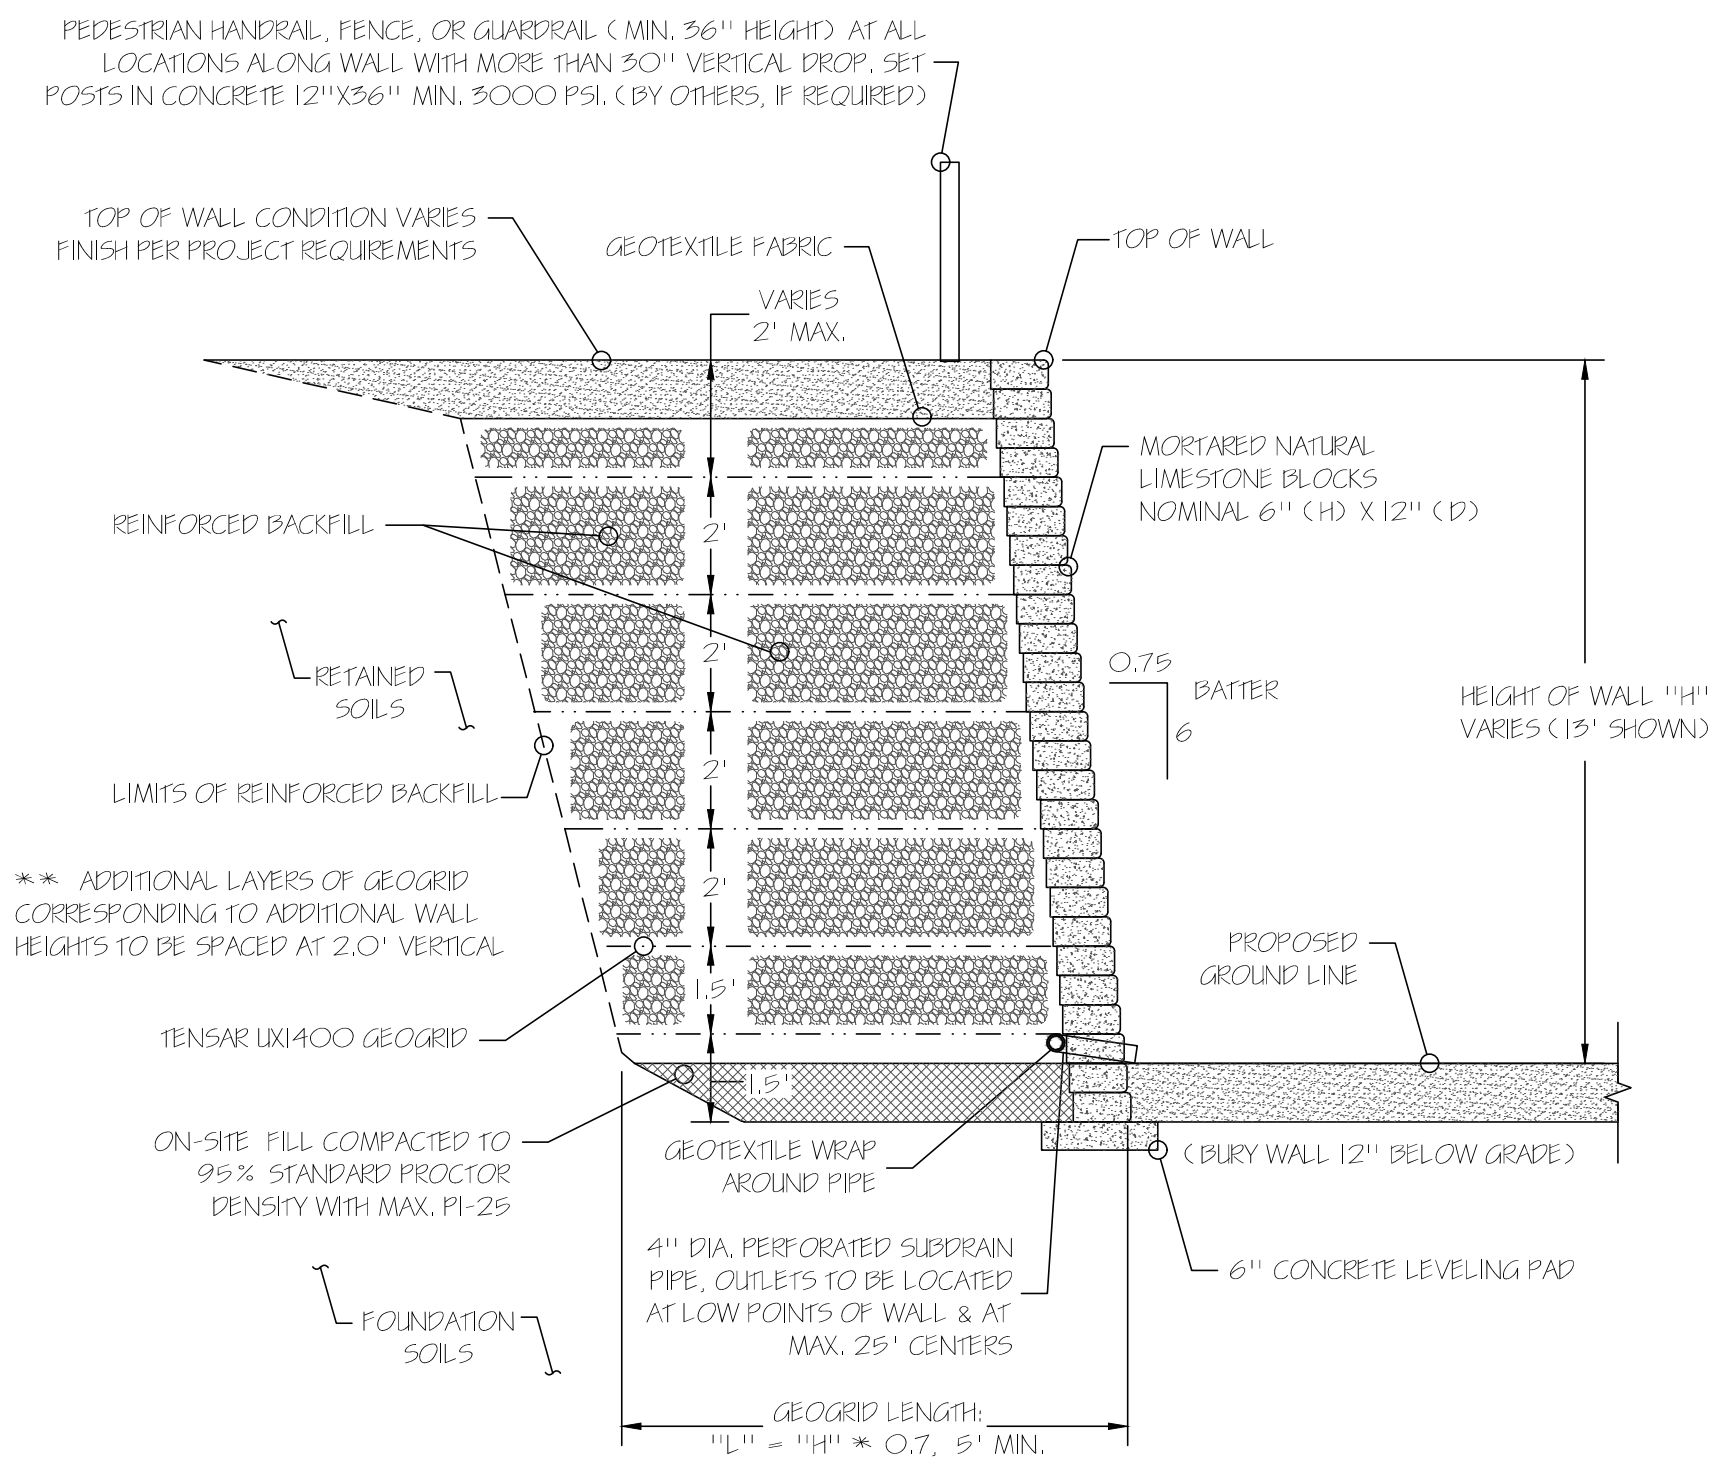 PEDESTRIAN HANDRAIL, FENCE, OR GUARDRAIL (MIN. 36" HEIGHT) AT ALL
LOCATIONS ALONG WALL WITH MORE THAN 30" VERTICAL DROP. SET
POSTS IN CONCRETE 12"X36" MIN. 3000 PSI. (BY OTHERS, IF REQUIRED)
TOP OF WALL CONDITION VARIES
FINISH PER PROJECT REQUIREMENTS
GEOTEXTILE FABRIC
TOP OF WALL
VARIES
2' MAX.
MORTARED NATURAL
LIMESTONE BLOCKS
NOMINAL 6" (H) X 12" (D)
REINFORCED BACKFILL
2'
2'
2'
2'
1.5'
1.5'
RETAINED
SOILS
0.75
BATTER
6
HEIGHT OF WALL "H"
VARIES (13' SHOWN)
LIMITS OF REINFORCED BACKFILL
** ADDITIONAL LAYERS OF GEOGRID
CORRESPONDING TO ADDITIONAL WALL
HEIGHTS TO BE SPACED AT 2.0' VERTICAL
PROPOSED
GROUND LINE
TENSAR UX1400 GEOGRID
ON-SITE FILL COMPACTED TO
95% STANDARD PROCTOR
DENSITY WITH MAX. PI-25
GEOTEXTILE WRAP
AROUND PIPE
(BURY WALL 12" BELOW GRADE)
4" DIA. PERFORATED SUBDRAIN
PIPE, OUTLETS TO BE LOCATED
AT LOW POINTS OF WALL & AT
MAX. 25' CENTERS
6" CONCRETE LEVELING PAD
FOUNDATION
SOILS
GEOGRID LENGTH:
"L" = "H" * 0.7, 5' MIN.